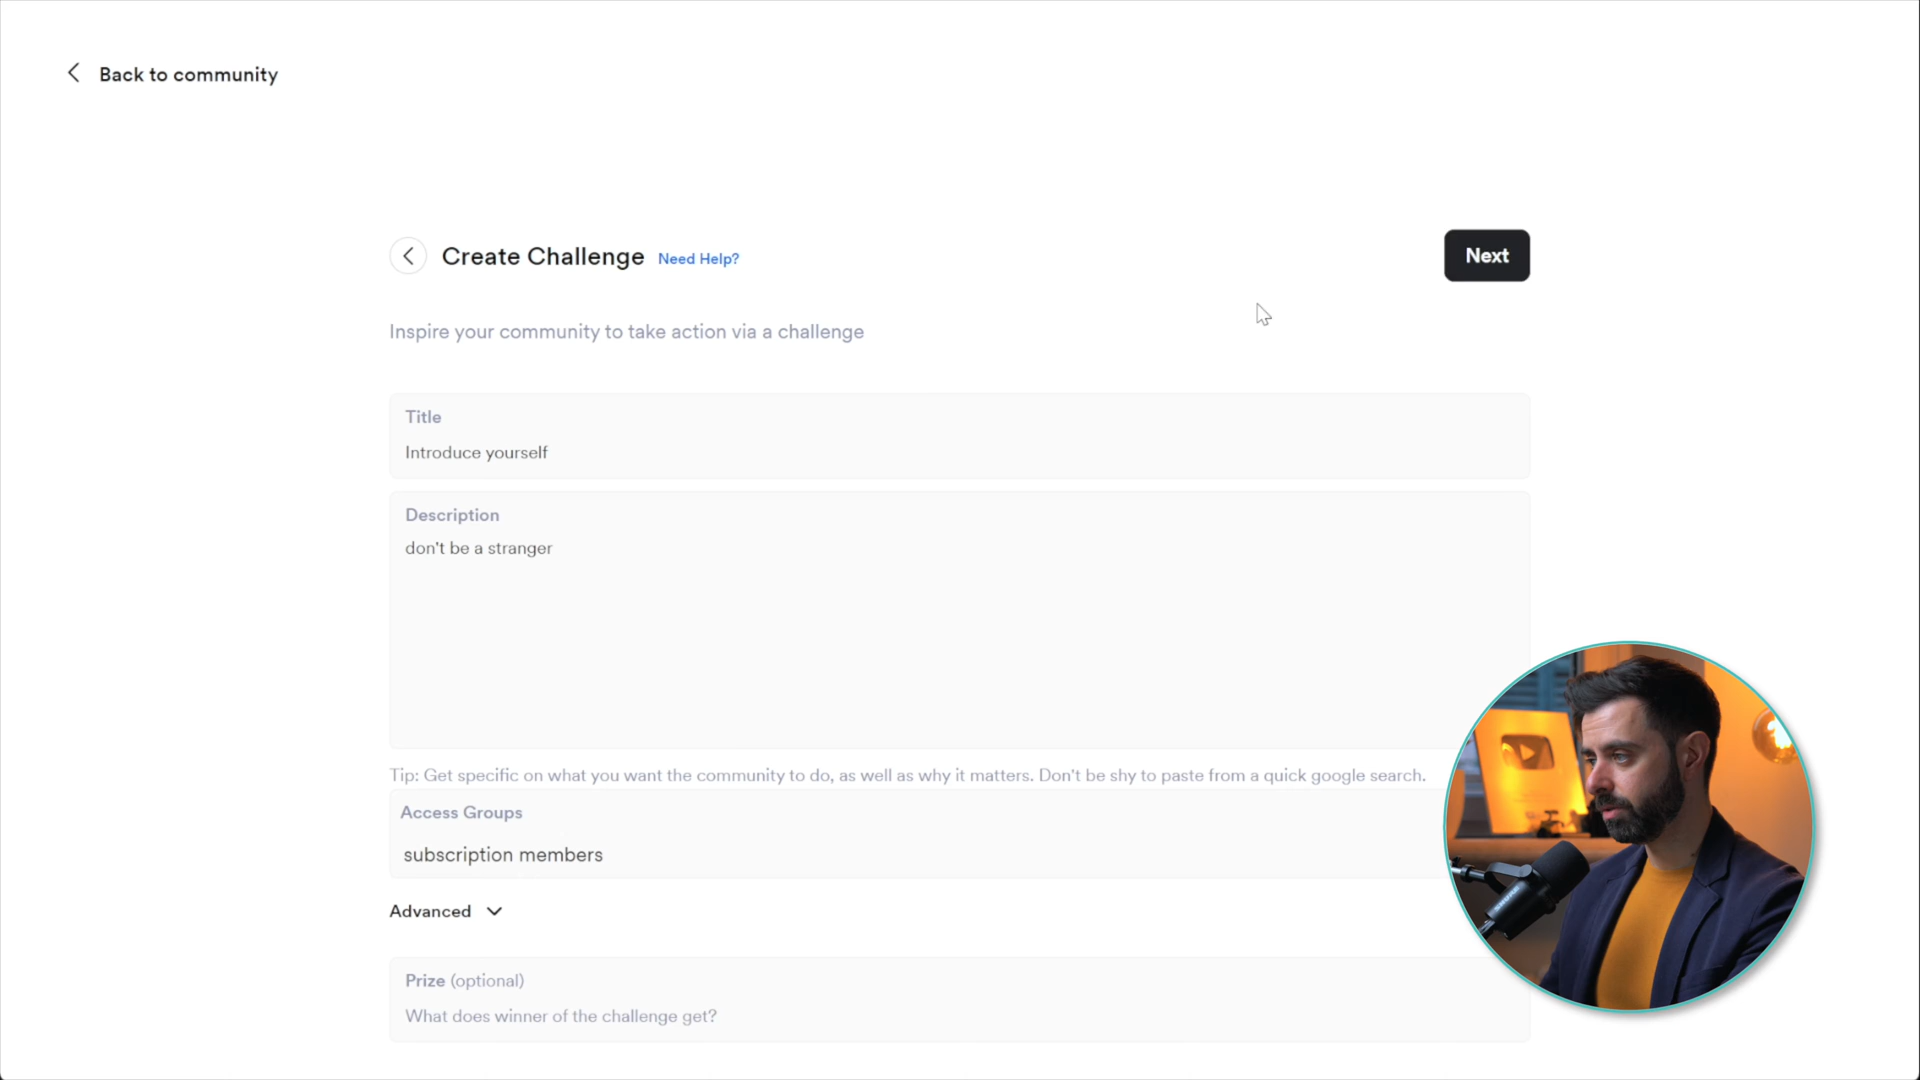 Back to community
Create Challenge Need Help?
Next
Inspire your community to take action via a challenge
Title
Introduce yourself
Description
don't be a stranger
Tip: Get specific on what you want the community to do, as well as why it matters. Don't be shy to paste from a quick google search.
Access Groups
subscription members
Advanced
Prize (optional)
What does winner of the challenge get?